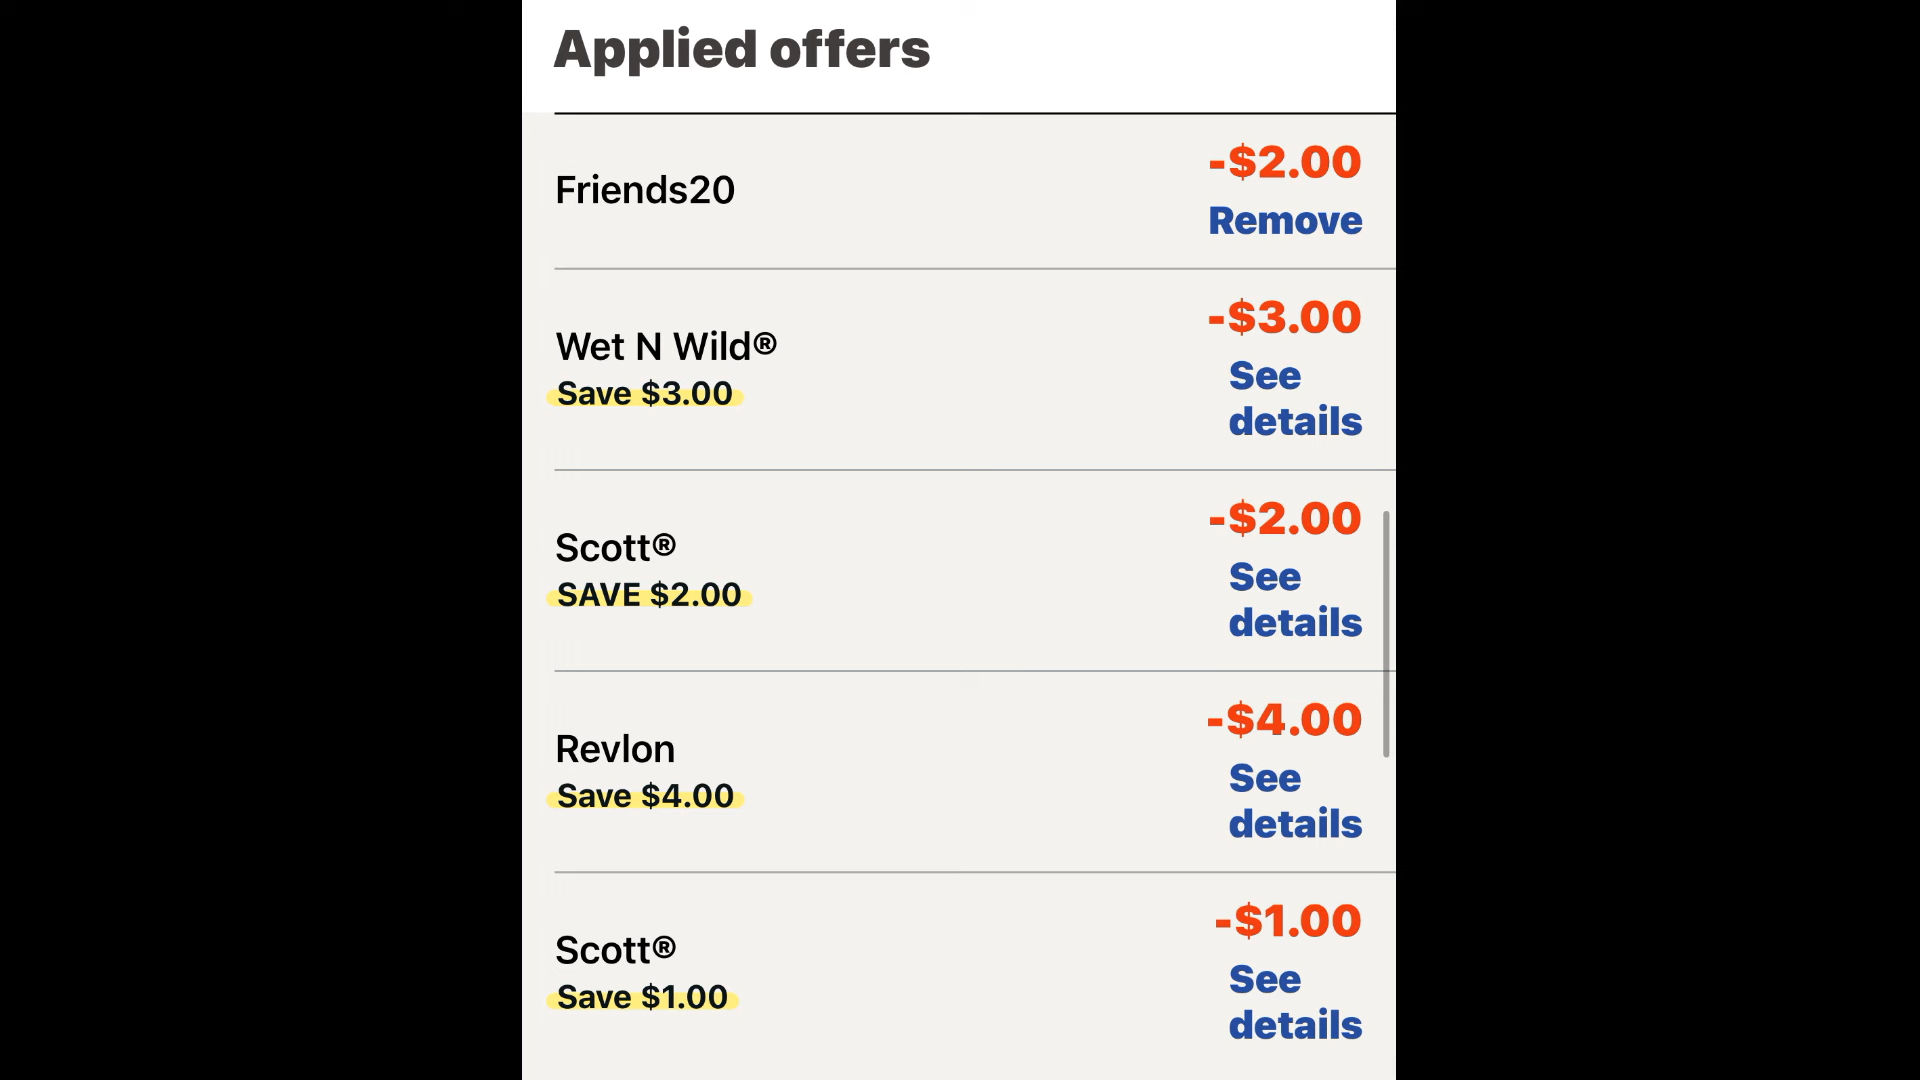 Applied offers
Friends20
-$2.00
Remove
Wet N Wild®
Save $3.00
-$3.00
See
details
Scott®
SAVE $2.00
-$2.00
See
details
Revlon
Save $4.00
-$4.00
See
details
Scott®
Save $1.00
-$1.00
See
details